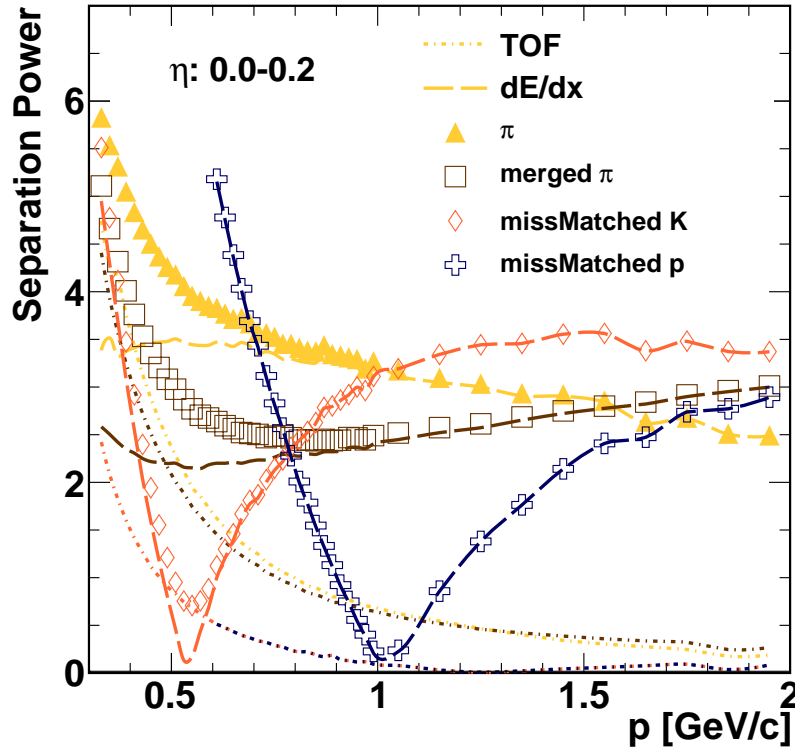 Separation Power
η: 0.0-0.2
TOF
dE/dx
π
merged π
missMatched K
missMatched p
6
4
2
0
0.5
1
1.5
2
p [GeV/c]